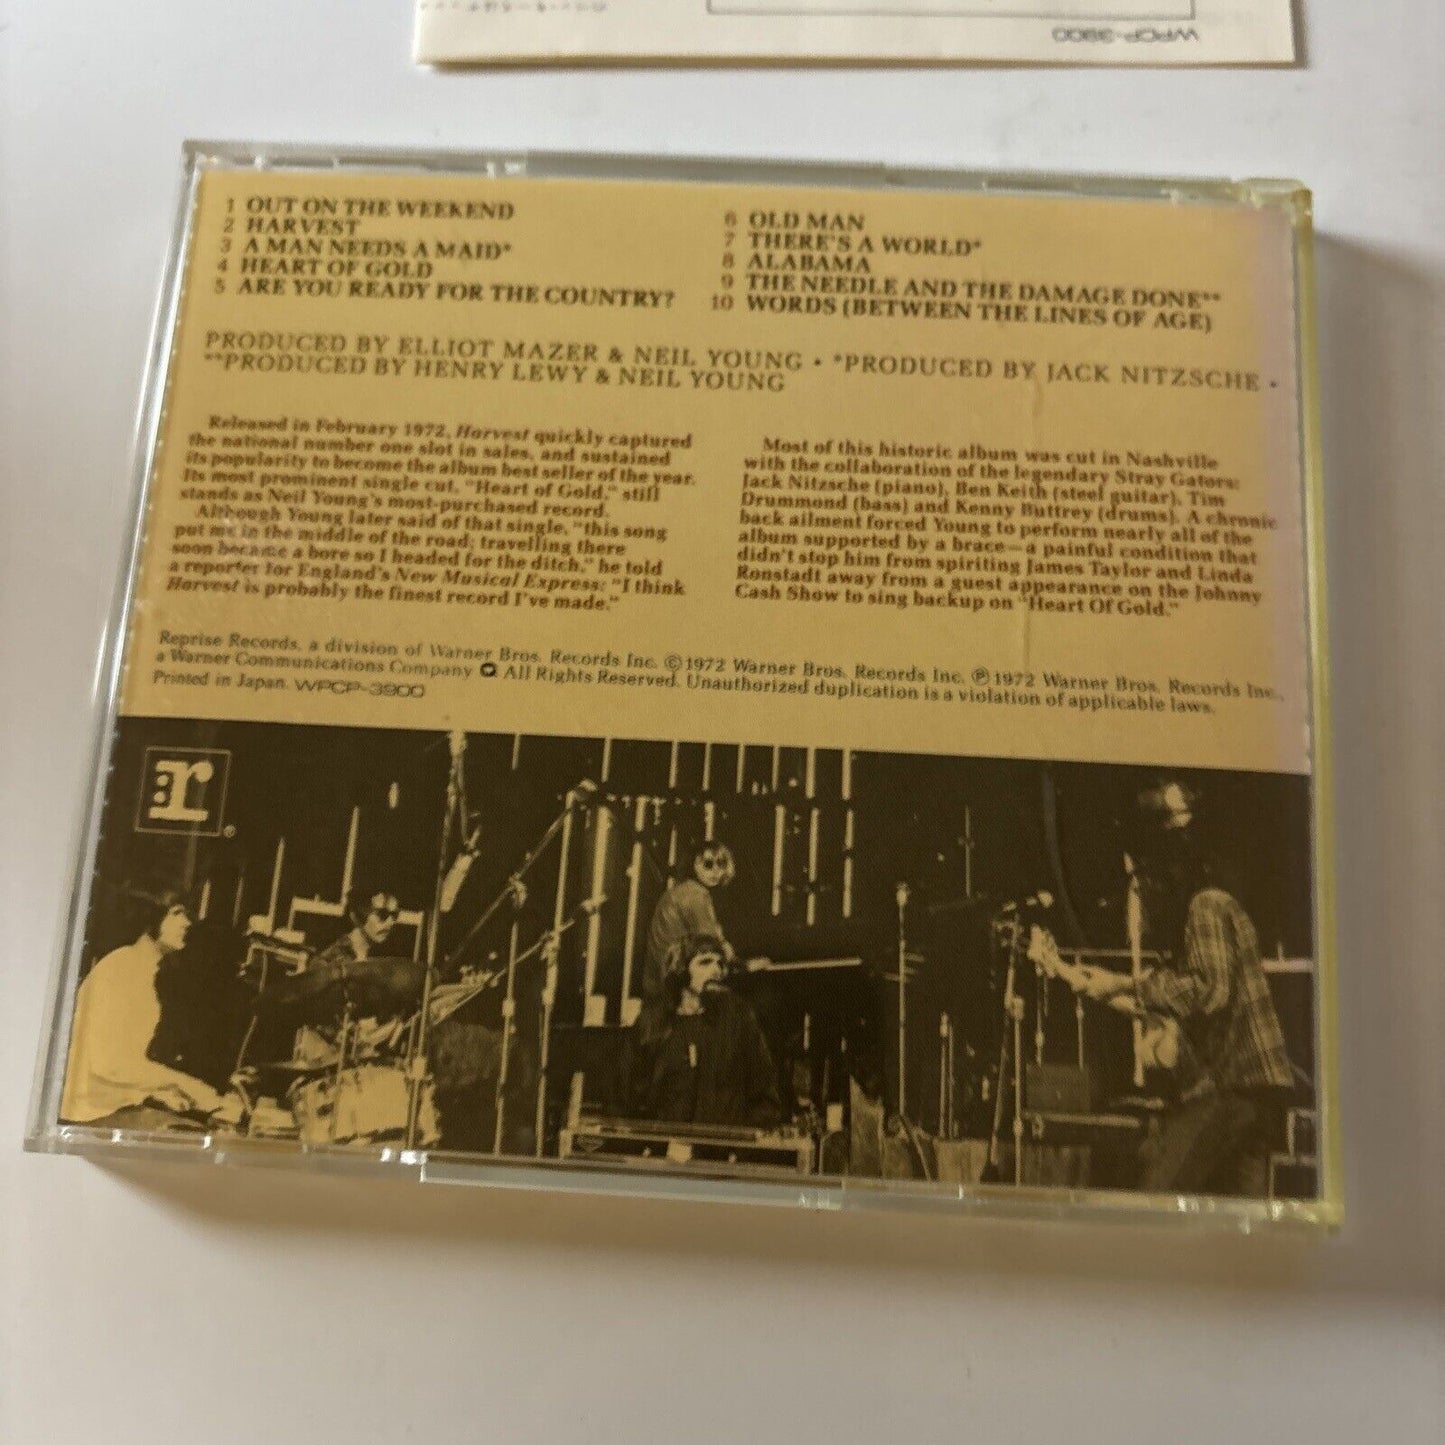 WPCP-3900
1 OUT ON THE WEEKEND
2 HARVEST
3 A MAN NEEDS A MAID*
4 HEART OF GOLD
5 ARE YOU READY FOR THE COUNTRY?
6 OLD MAN
7 THERE'S A WORLD*
8 ALABAMA
9 THE NEEDLE AND THE DAMAGE DONE**
10 WORDS (BETWEEN THE LINES OF AGE)
PRODUCED BY ELLIOT MAZER & NEIL YOUNG • *PRODUCED BY JACK NITZSCHE •
**PRODUCED BY HENRY LEWY & NEIL YOUNG
Released in February 1972, Harvest quickly captured
the national number one slot in sales, and sustained
its popularity to become the album best seller of the year.
Its most prominent single cut, "Heart of Gold," still
stands as Neil Young's most-purchased record.
Although Young later said of that single, "this song
put me in the middle of the road; travelling there
soon became a bore so I headed for the ditch," he told
a reporter for England's New Musical Express: "I think
Harvest is probably the finest record I've made."
Most of this historic album was cut in Nashville
with the collaboration of the legendary Stray Gators:
Jack Nitzsche (piano), Ben Keith (steel guitar), Tim
Drummond (bass) and Kenny Buttrey (drums). A chronic
back ailment forced Young to perform nearly all of the
album supported by a brace—a painful condition that
didn't stop him from spiriting James Taylor and Linda
Ronstadt away from a guest appearance on the Johnny
Cash Show to sing backup on "Heart Of Gold."
Reprise Records, a division of Warner Bros. Records Inc. ©1972 Warner Bros. Records Inc. ℗1972 Warner Bros. Records Inc.,
a Warner Communications Company. All Rights Reserved. Unauthorized duplication is a violation of applicable laws.
Printed in Japan. WPCP-3900
:r
®